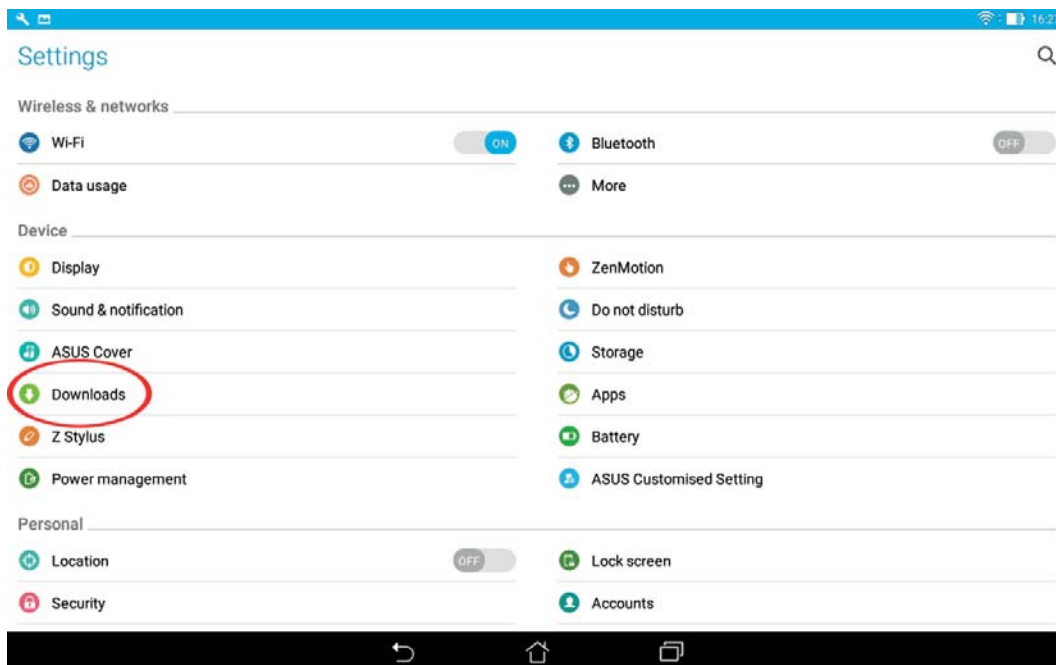 16:2
Settings
Wireless & networks
Wi-Fi ON Bluetooth OFF
Data usage More
Device
Display ZenMotion
Sound & notification Do not disturb
ASUS Cover Storage
Downloads Apps
Z Stylus Battery
Power management ASUS Customised Setting
Personal
Location OFF Lock screen
Security Accounts